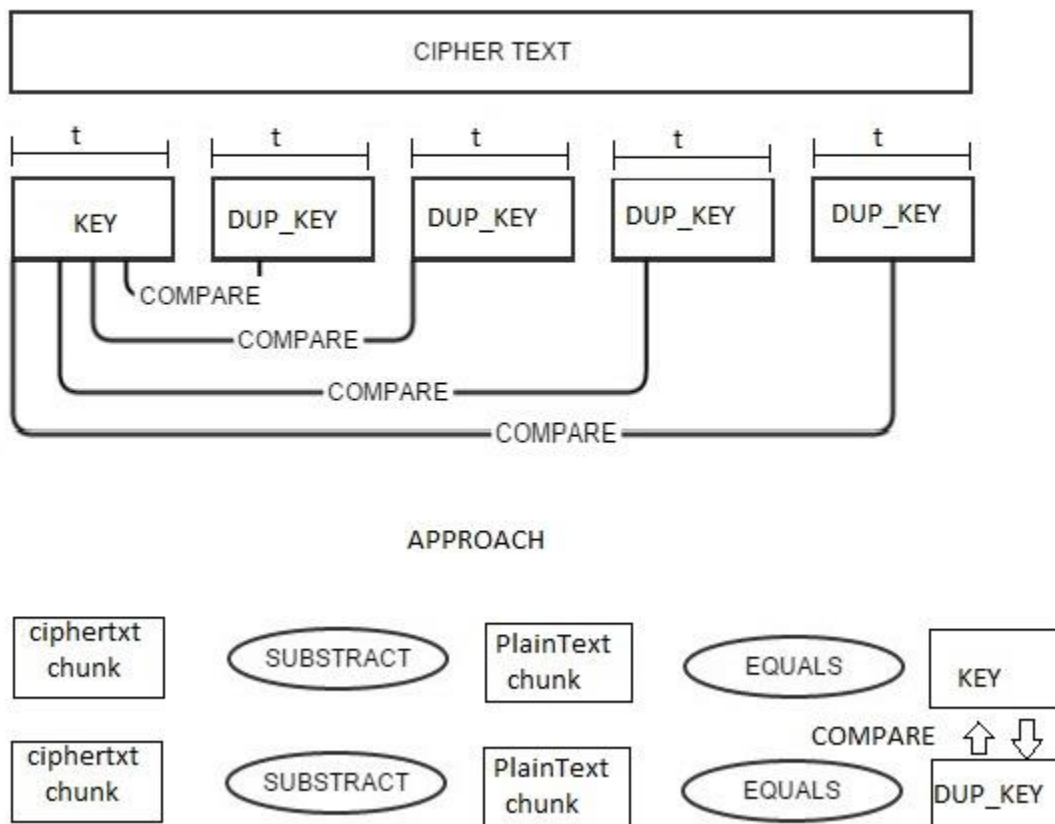 CIPHER TEXT
t t t t t
KEY DUP_KEY DUP_KEY DUP_KEY DUP_KEY
COMPARE
COMPARE
COMPARE
COMPARE
APPROACH
ciphertxt
chunk
SUBSTRACT
PlainText
chunk
EQUALS
KEY
COMPARE
ciphertxt
chunk
SUBSTRACT
PlainText
chunk
EQUALS
DUP_KEY